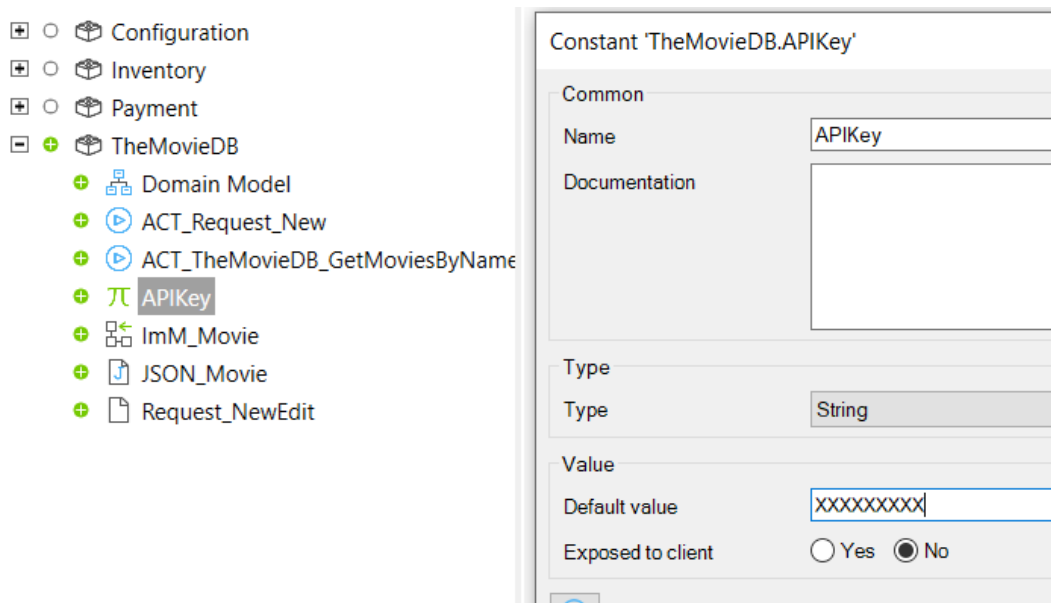 Configuration
Inventory
Payment
TheMovieDB
Domain Model
ACT_Request_New
ACT_TheMovieDB_GetMoviesByName
APIKey
ImM_Movie
JSON_Movie
Request_NewEdit
Constant 'TheMovieDB.APIKey'
Common
Name APIKey
Documentation
Type
Type String
Value
Default value XXXXXXXXX
Exposed to client Yes No